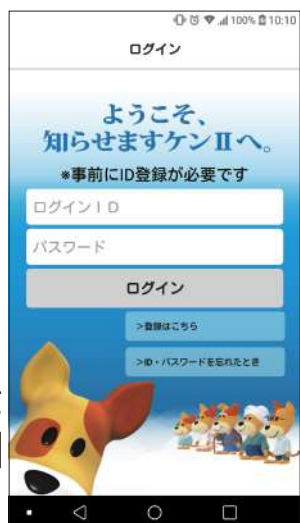 100% 10:10
ログイン
ようこそ、
知らせますケンⅡへ。
※事前にID登録が必要です
ログインＩＤ
パスワード
ログイン
>登録はこちら
>ID・パスワードを忘れたとき